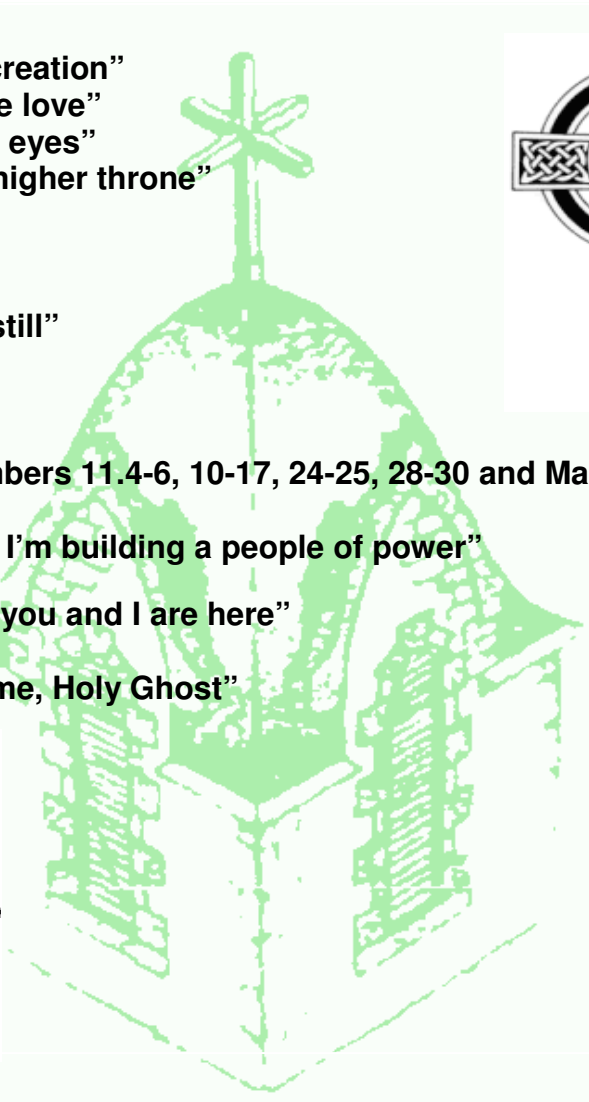 creation”
e love”
eyes”
higher throne”
still”
mbers 11.4-6, 10-17, 24-25, 28-30 and Ma
I’m building a people of power”
you and I are here”
me, Holy Ghost”